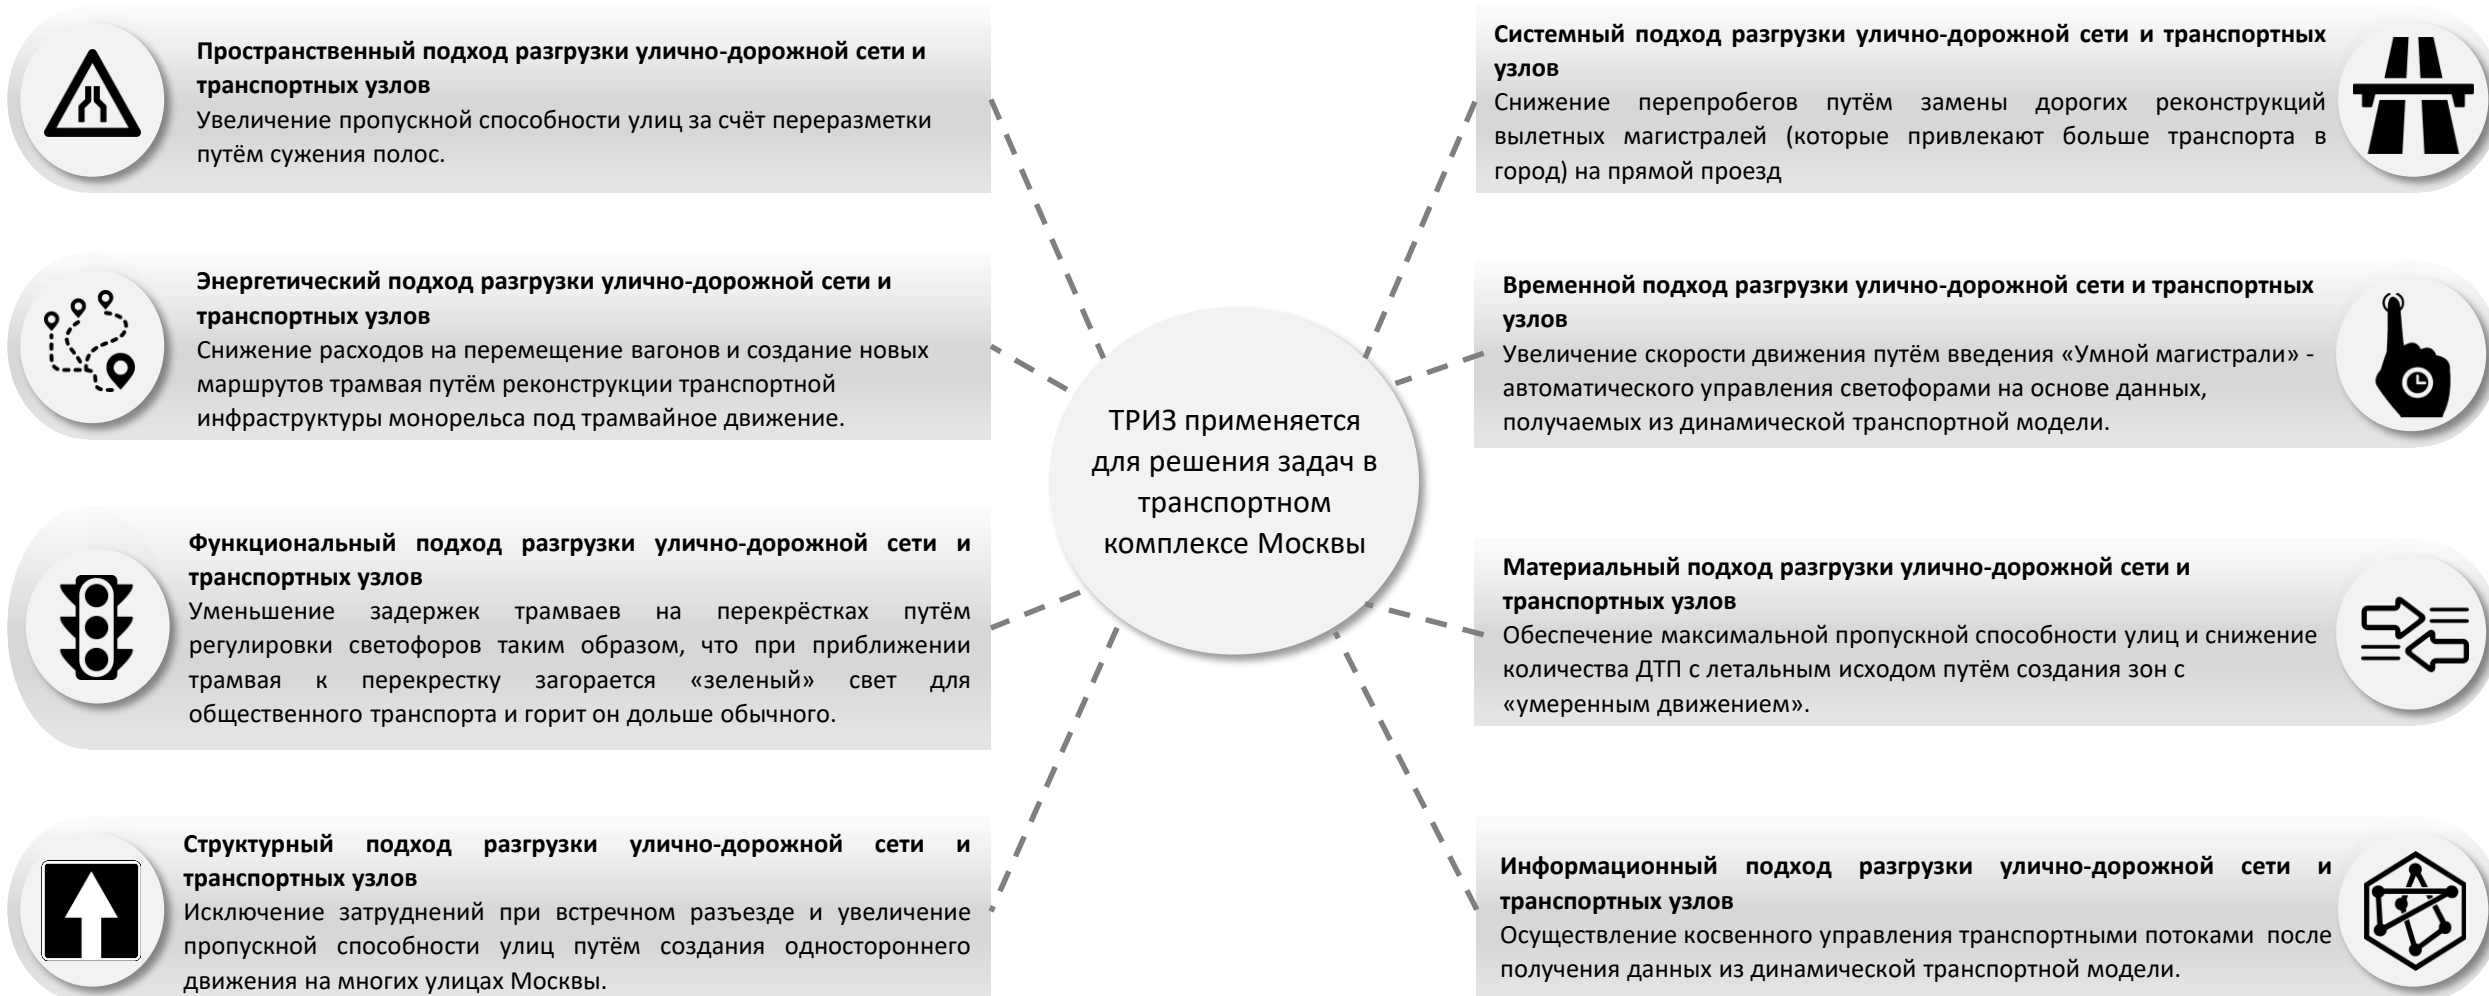 Пространственный подход разгрузки улично-дорожной сети и
транспортных узлов
Увеличение пропускной способности улиц за счёт переразметки
путём сужения полос.
Энергетический подход разгрузки улично-дорожной сети и
транспортных узлов
Снижение расходов на перемещение вагонов и создание новых
маршрутов трамвая путём реконструкции транспортной
инфраструктуры монорельса под трамвайное движение.
Функциональный подход разгрузки улично-дорожной сети и
транспортных узлов
Уменьшение задержек трамваев на перекрёстках путём
регулировки светофоров таким образом, что при приближении
трамвая к перекрестку загорается «зеленый» свет для
общественного транспорта и горит он дольше обычного.
Структурный подход разгрузки улично-дорожной сети и
транспортных узлов
Исключение затруднений при встречном разъезде и увеличение
пропускной способности улиц путём создания одностороннего
движения на многих улицах Москвы.
ТРИЗ применяется
для решения задач в
транспортном
комплексе Москвы
Системный подход разгрузки улично-дорожной сети и транспортных
узлов
Снижение перепробегов путём замены дорогих реконструкций
вылетных магистралей (которые привлекают больше транспорта в
город) на прямой проезд
Временной подход разгрузки улично-дорожной сети и транспортных
узлов
Увеличение скорости движения путём введения «Умной магистрали» -
автоматического управления светофорами на основе данных,
получаемых из динамической транспортной модели.
Материальный подход разгрузки улично-дорожной сети и
транспортных узлов
Обеспечение максимальной пропускной способности улиц и снижение
количества ДТП с летальным исходом путём создания зон с
«умеренным движением».
Информационный подход разгрузки улично-дорожной сети и
транспортных узлов
Осуществление косвенного управления транспортными потоками после
получения данных из динамической транспортной модели.